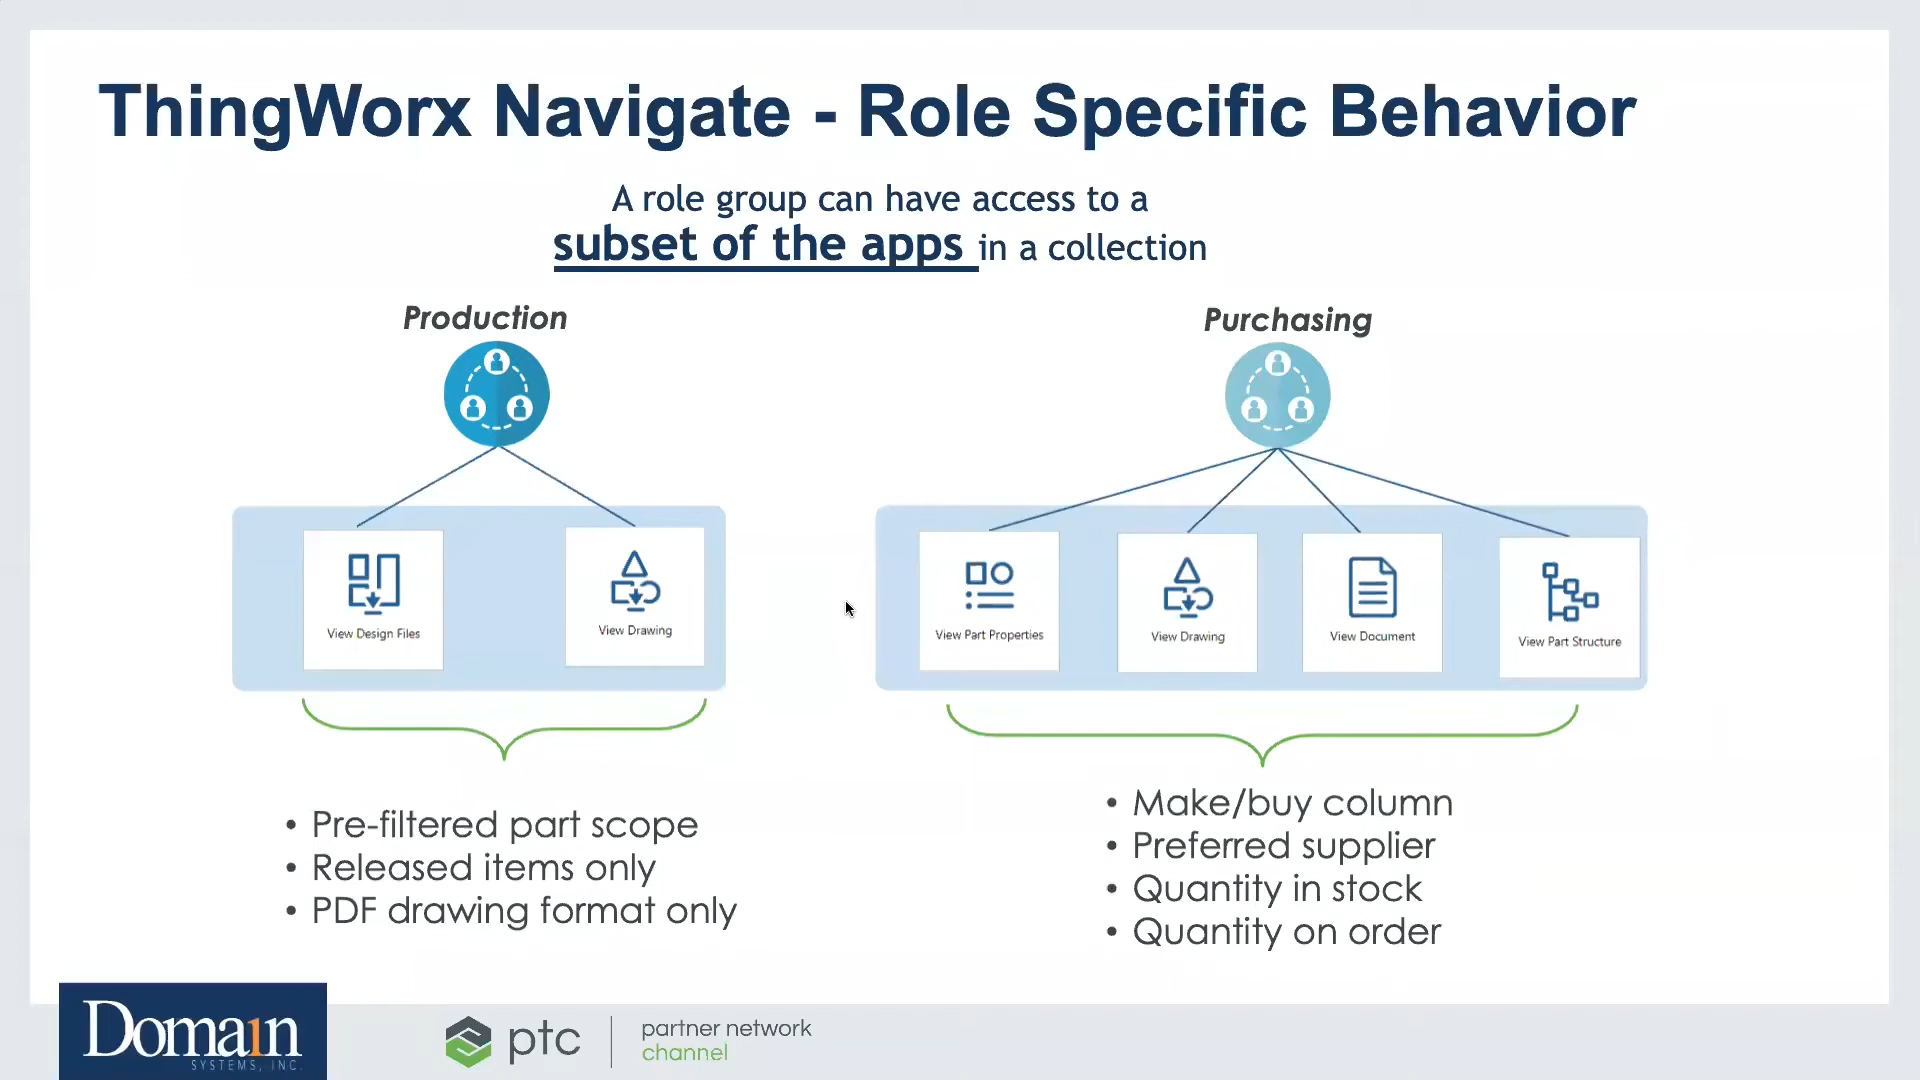 ThingWorx Navigate - Role Specific Behavior
A role group can have access to a
subset of the apps in a collection
Production
View Design Files
View Drawing
• Pre-filtered part scope
• Released items only
• PDF drawing format only
Purchasing
View Part Properties
View Drawing
View Document
View Part Structure
• Make/buy column
• Preferred supplier
• Quantity in stock
• Quantity on order
Domain
SYSTEMS, INC.
ptc
partner network
channel